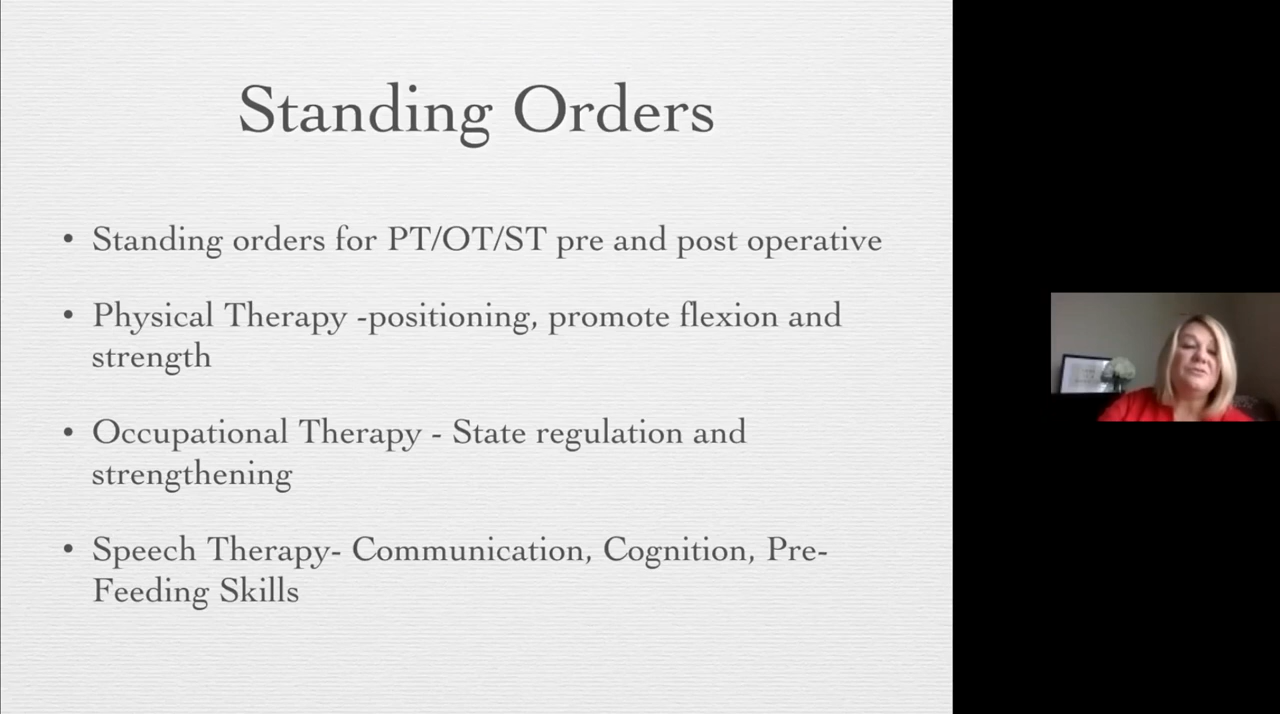 Standing Orders
• Standing orders for PT/OT/ST pre and post operative
• Physical Therapy -positioning, promote flexion and
strength
• Occupational Therapy - State regulation and
strengthening
• Speech Therapy- Communication, Cognition, Pre-
Feeding Skills